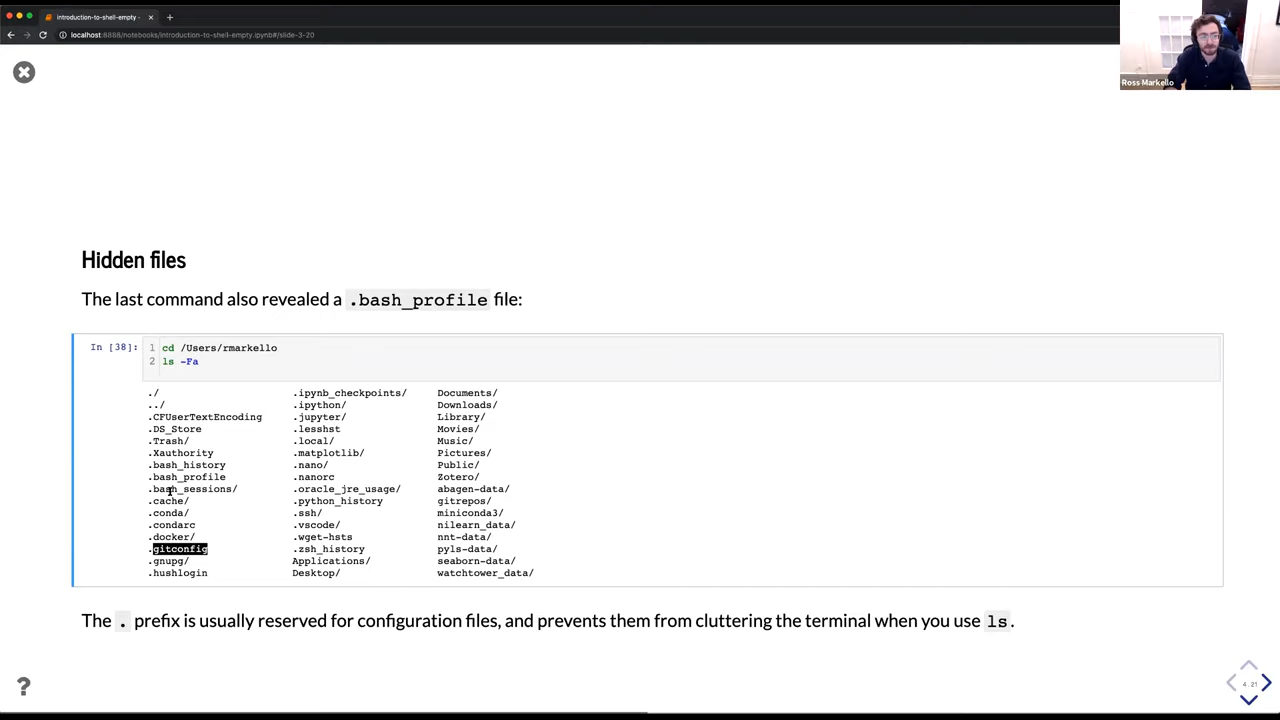 introduction-to-shell-empty -
localhost:8888/notebooks/introduction-to-shell-empty.ipynb#/slide-3-20
Ross Markello
Hidden files
The last command also revealed a .bash_profile file:
In [38]:
1 cd /Users/rmarkello
2 ls -Fa
./ .ipynb_checkpoints/ Documents/
../ .ipython/ Downloads/
.CFUserTextEncoding .jupyter/ Library/
.DS_Store .lesshst Movies/
.Trash/ .local/ Music/
.Xauthority .matplotlib/ Pictures/
.bash_history .nano/ Public/
.bash_profile .nanorc Zotero/
.bash_sessions/ .oracle_jre_usage/ abagen-data/
.cache/ .python_history gitrepos/
.conda/ .ssh/ miniconda3/
.condarc .vscode/ nilearn_data/
.docker/ .wget-hsts nnt-data/
.gitconfig .zsh_history pyls-data/
.gnupg/ Applications/ seaborn-data/
.hushlogin Desktop/ watchtower_data/
The . prefix is usually reserved for configuration files, and prevents them from cluttering the terminal when you use ls.
?
4.21